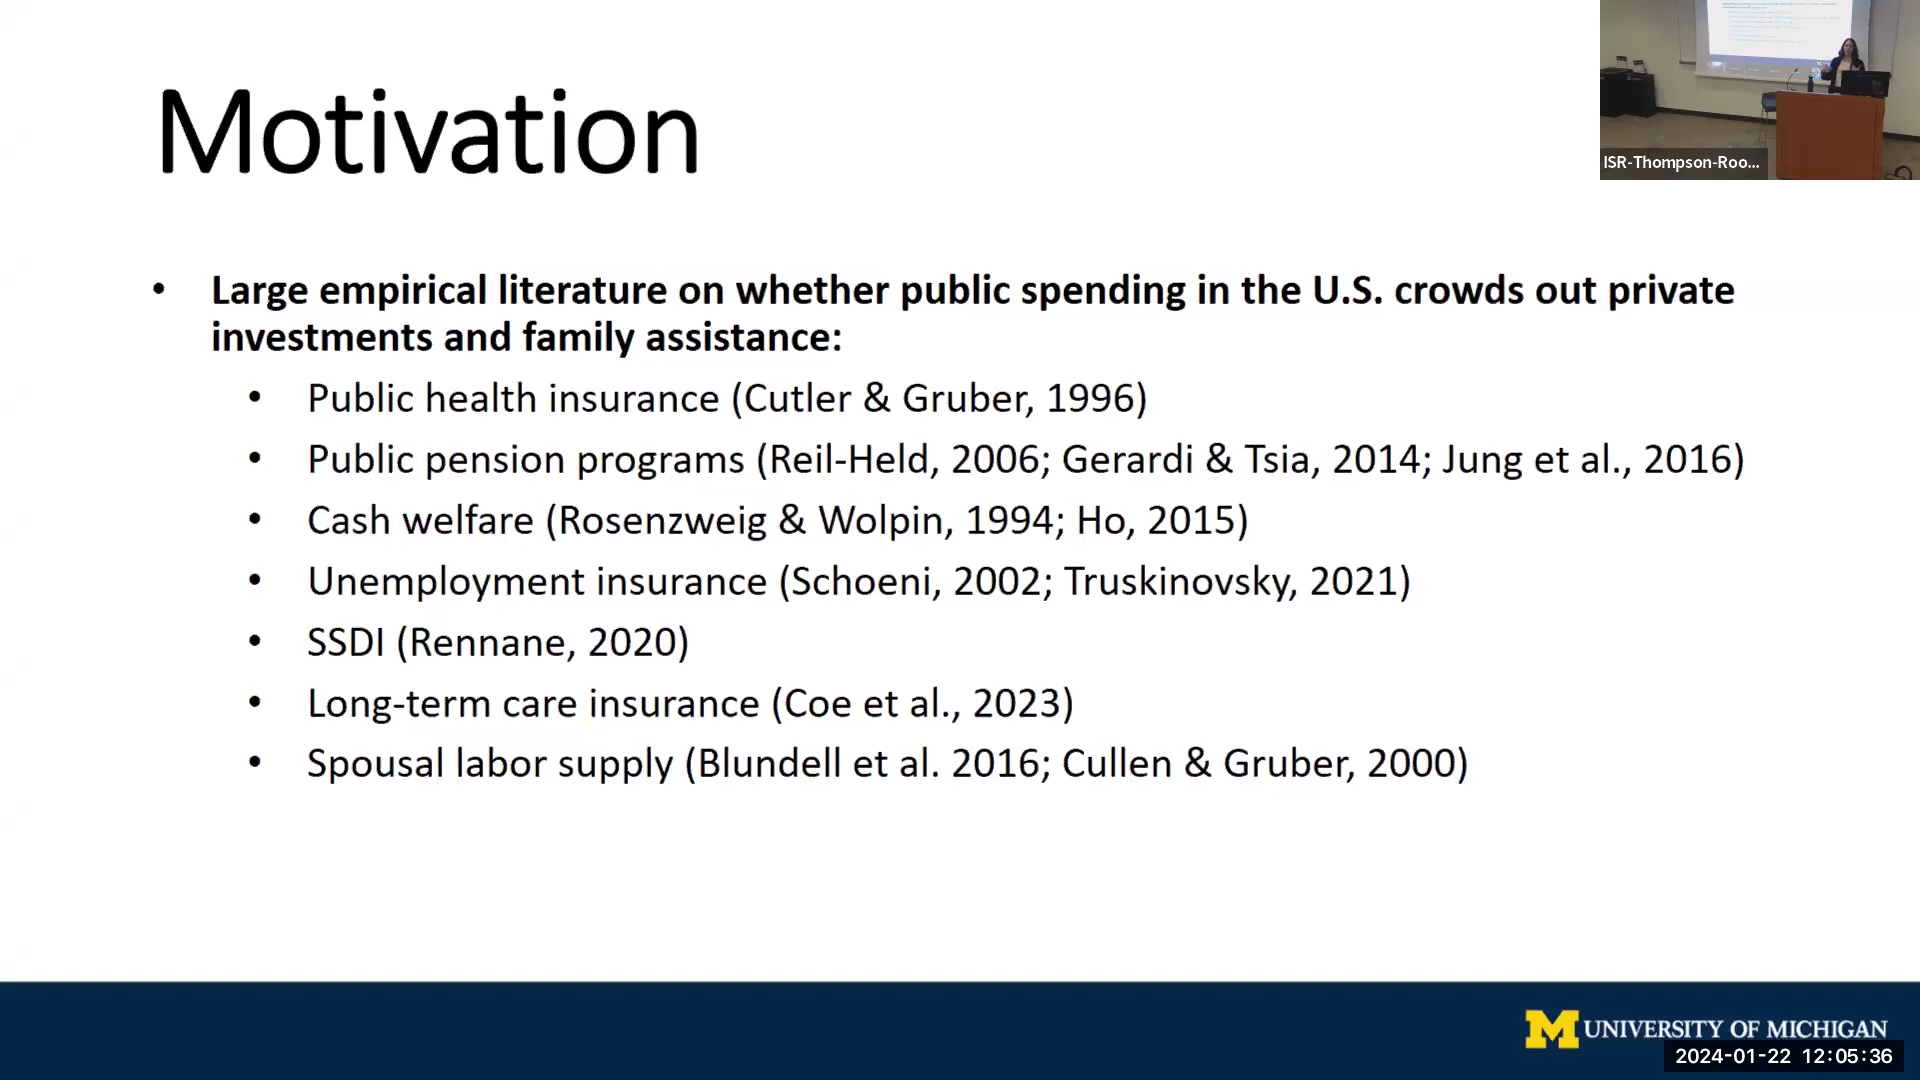 Motivation
ISR-Thompson-Roo...
• Large empirical literature on whether public spending in the U.S. crowds out private
investments and family assistance:
• Public health insurance (Cutler & Gruber, 1996)
• Public pension programs (Reil-Held, 2006; Gerardi & Tsia, 2014; Jung et al., 2016)
• Cash welfare (Rosenzweig & Wolpin, 1994; Ho, 2015)
• Unemployment insurance (Schoeni, 2002; Truskinovsky, 2021)
• SSDI (Rennane, 2020)
• Long-term care insurance (Coe et al., 2023)
• Spousal labor supply (Blundell et al. 2016; Cullen & Gruber, 2000)
M UNIVERSITY OF MICHIGAN
2024-01-22 12:05:36